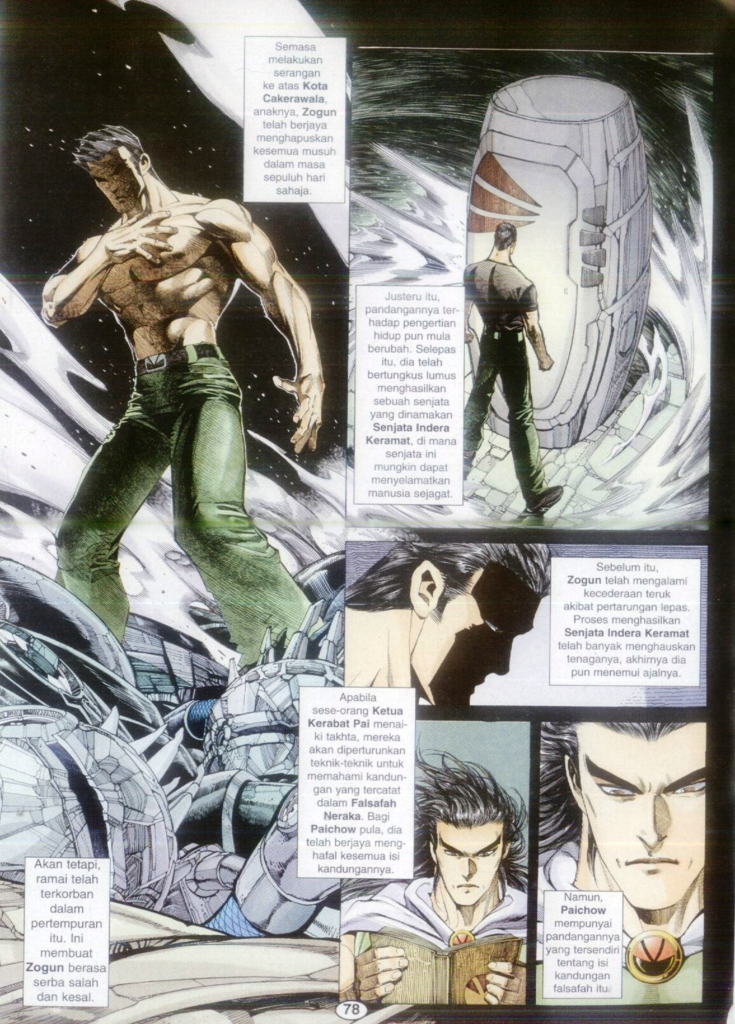 Semasa
melakukan
serangan
ke atas Kota
Cakerawala,
anaknya, Zogun
telah berjaya
menghapuskan
kesemua musuh
dalam masa
sepuluh hari
sahaja.
Akan tetapi,
ramai telah
terkorban
dalam
pertempuran
itu. Ini
membuat
Zogun berasa
serba salah
dan kesal.
Justeru itu,
pandangannya ter-
hadap pengertian
hidup pun mula
berubah. Selepas
itu, dia telah
bertungkus lumus
menghasilkan
sebuah senjata
yang dinamakan
Senjata Indera
Keramat, di mana
senjata ini
mungkin dapat
menyelamatkan
manusia sejagat.
Sebelum itu,
Zogun telah mengalami
kecederaan teruk
akibat pertarungan lepas.
Proses menghasilkan
Senjata Indera Keramat
telah banyak menghauskan
tenaganya, akhirnya dia
pun menemui ajalnya.
Apabila
sese-orang Ketua
Kerabat Pai menai-
ki takhta, mereka
akan diperturunkan
teknik-teknik untuk
memahami kandung-
an yang tercatat
dalam Falsafah
Neraka. Bagi
Paichow pula, dia
telah berjaya meng-
hafal kesemua isi
kandungannya.
Namun,
Paichow
mempunyai
pandangannya
yang tersendiri
tentang isi
kandungan
falsafah itu.
78